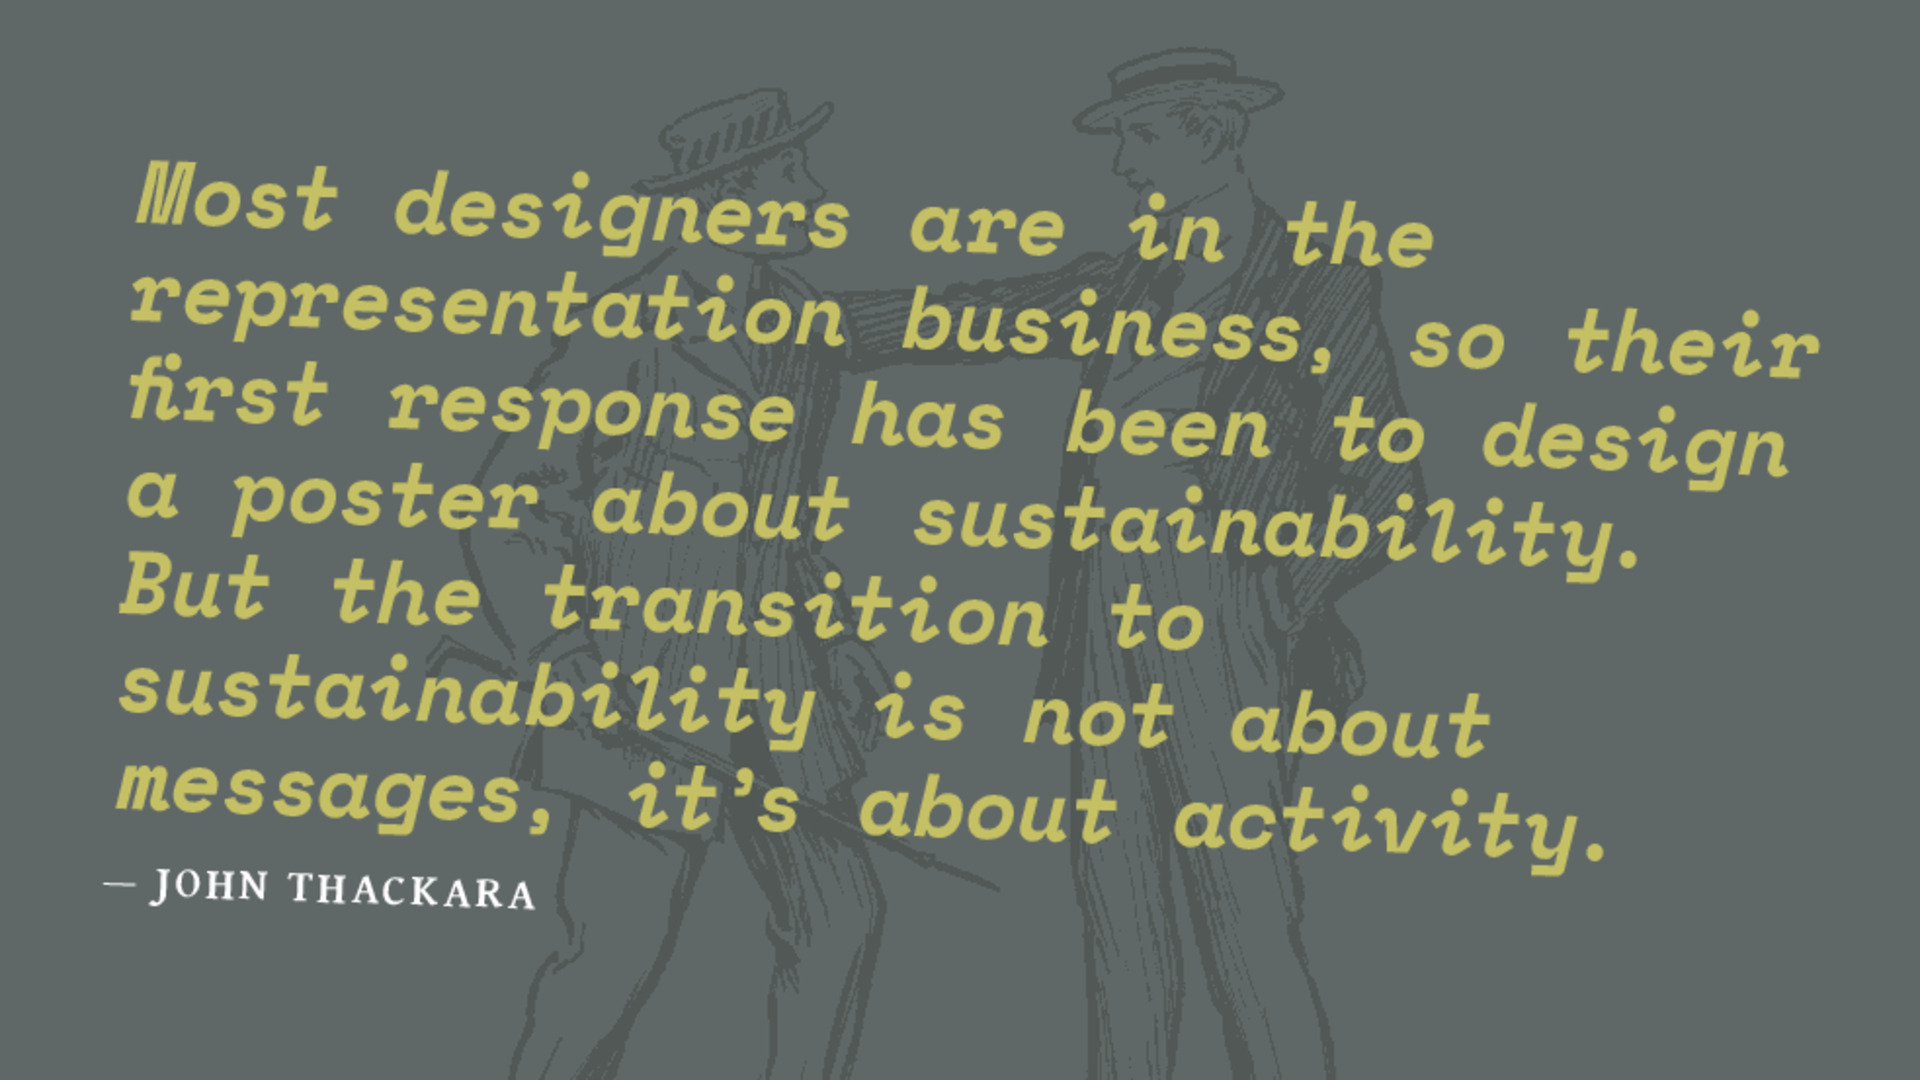 Most designers are in the
representation business, so their
first response has been to design
a poster about sustainability.
But the transition to
sustainability is not about
messages, it’s about activity.
— JOHN THACKARA